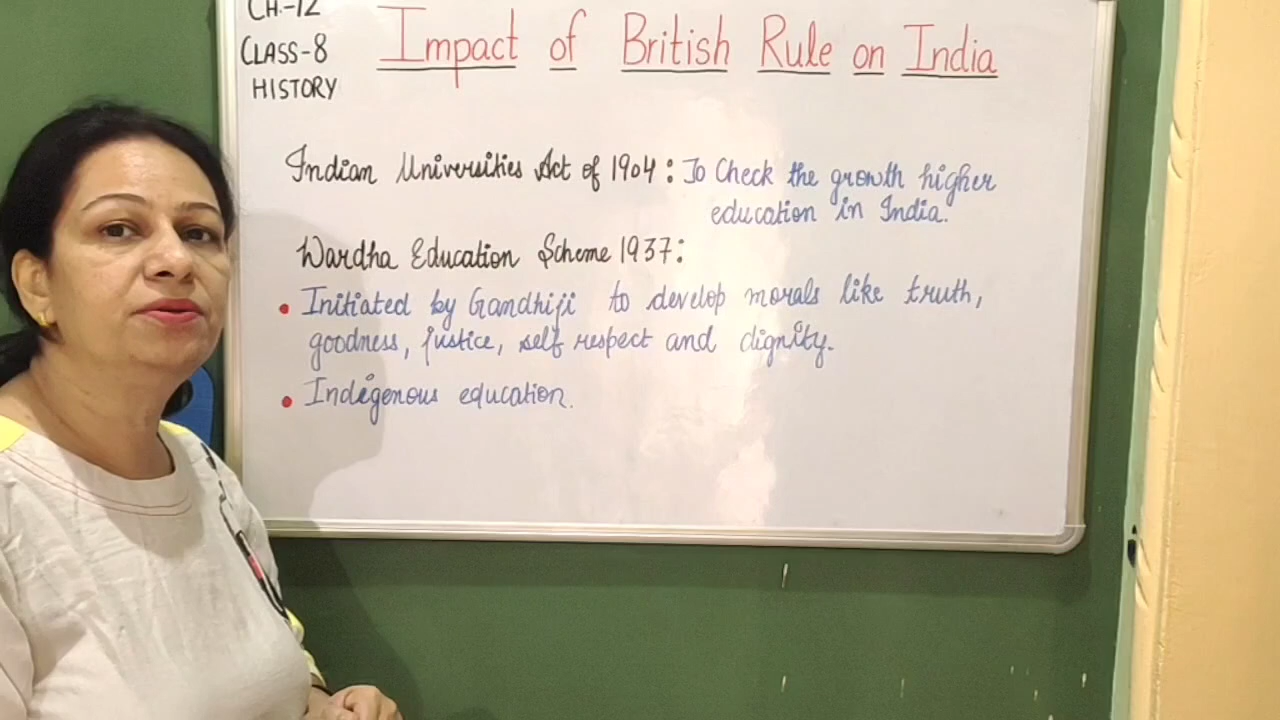 CH.-12
CLASS-8
HISTORY
Impact of British Rule on India
Indian Universities Act of 1904 : To Check the growth higher
education in India.
Wardha Education Scheme 1937:
• Initiated by Gandhiji to develop morals like truth,
goodness, justice, self respect and dignity.
• Indegenous education.